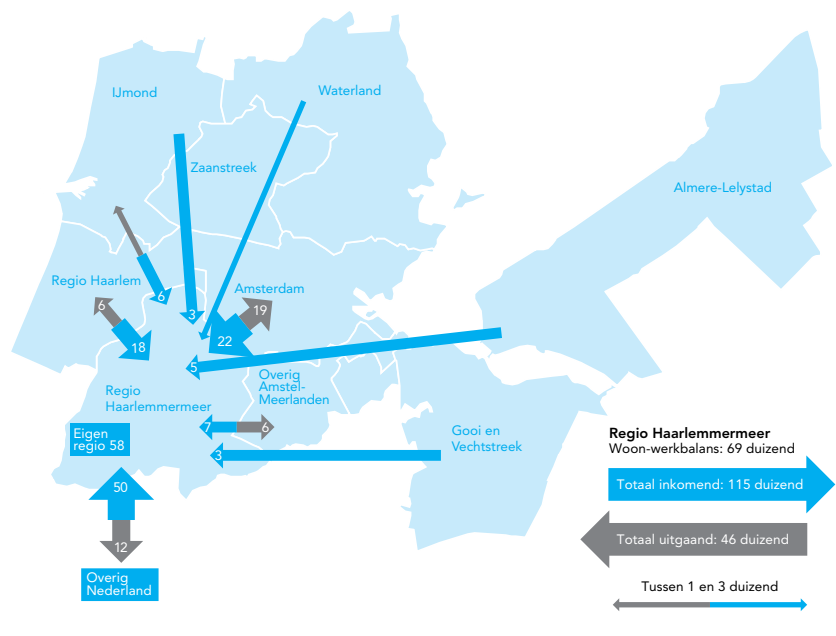 IJmond
Waterland
Zaanstreek
Almere-Lelystad
Regio Haarlem
6
Amsterdam
6
3
19
18
22
5
Overig
Amstel-
Meerlanden
Regio
Haarlemmermeer
7
6
Eigen
regio 58
3
Gooi en
Vechtstreek
50
12
Overig
Nederland
Regio Haarlemmermeer
Woon-werkbalans: 69 duizend
Totaal inkomend: 115 duizend
Totaal uitgaand: 46 duizend
Tussen 1 en 3 duizend